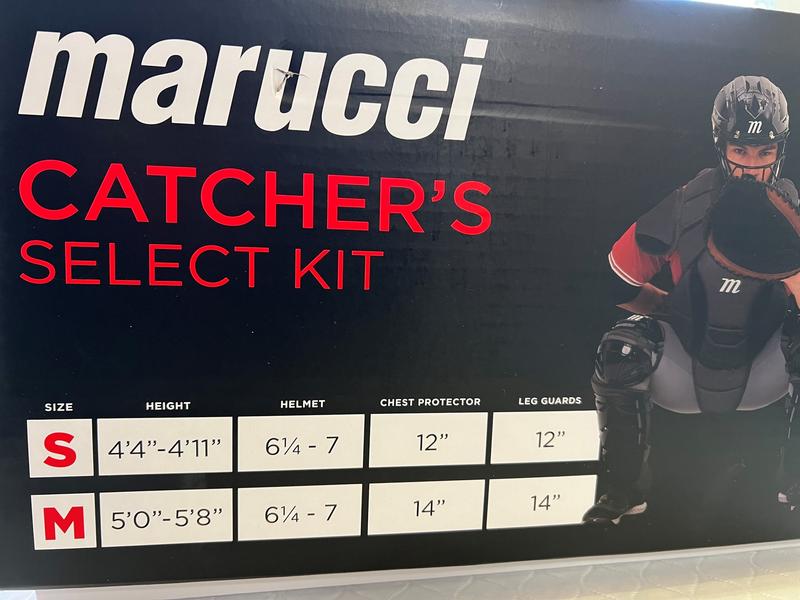 marucci
CATCHER'S
SELECT KIT
SIZE HEIGHT HELMET CHEST PROTECTOR LEG GUARDS
S 4'4"-4'11" 6¼ - 7 12" 12"
M 5'0"-5'8" 6¼ - 7 14" 14"
m
m